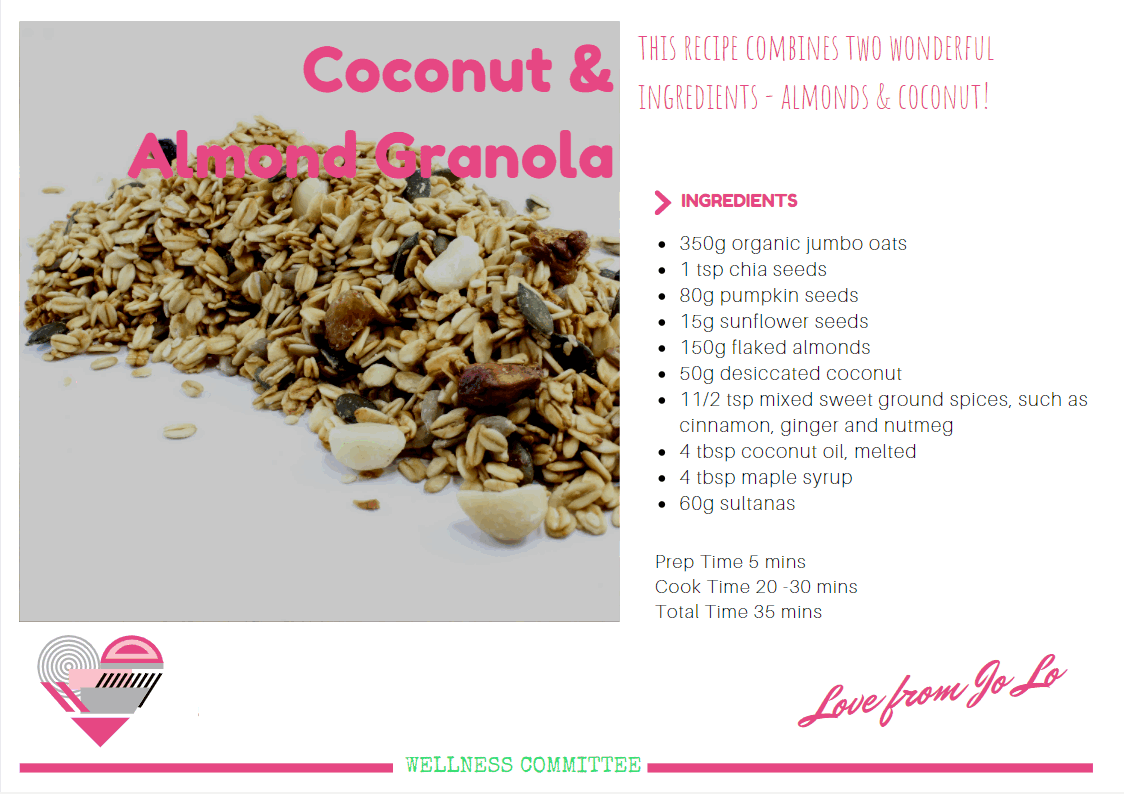 Coconut &
Almond Granola
THIS RECIPE COMBINES TWO WONDERFUL
INGREDIENTS - ALMONDS & COCONUT!
INGREDIENTS
• 350g organic jumbo oats
• 1 tsp chia seeds
• 80g pumpkin seeds
• 15g sunflower seeds
• 150g flaked almonds
• 50g desiccated coconut
• 11/2 tsp mixed sweet ground spices, such as
cinnamon, ginger and nutmeg
• 4 tbsp coconut oil, melted
• 4 tbsp maple syrup
• 60g sultanas
Prep Time 5 mins
Cook Time 20 -30 mins
Total Time 35 mins
Love from Jo Lo
WELLNESS COMMITTEE